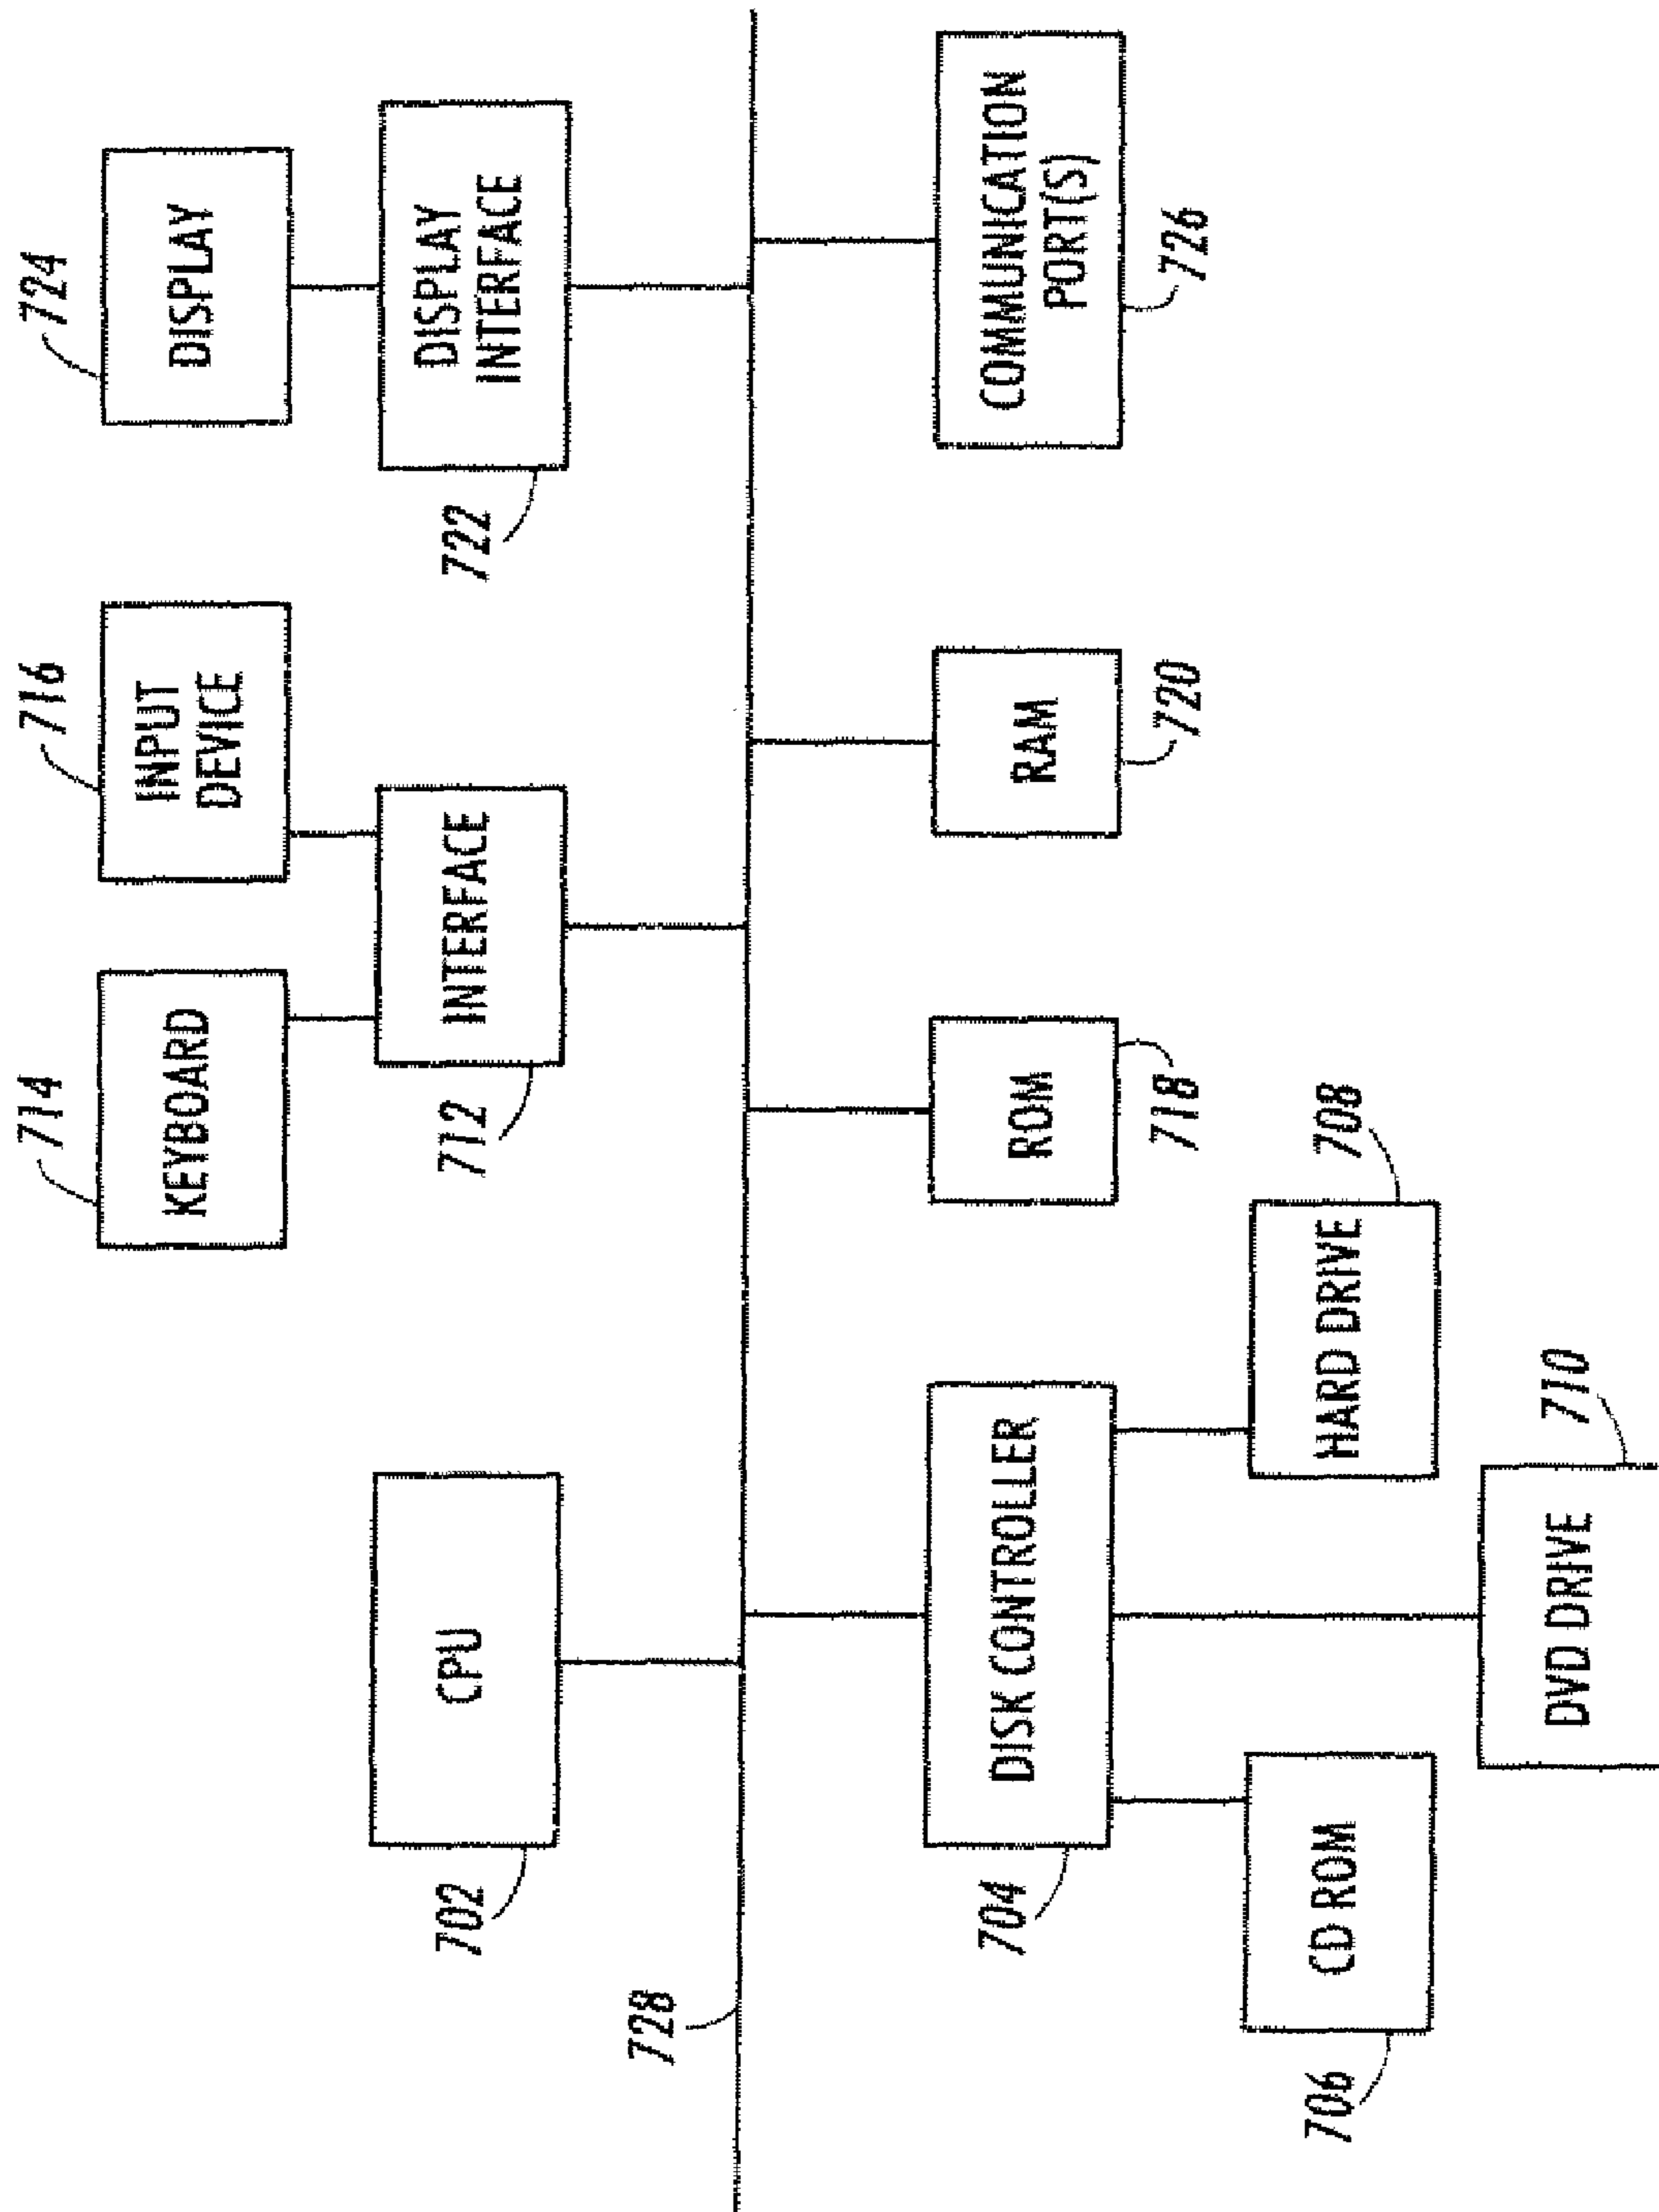 714
KEYBOARD
716
INPUT
DEVICE
724
DISPLAY
702
CPU
712
INTERFACE
722
DISPLAY
INTERFACE
728
704
DISK CONTROLLER
ROM
718
RAM
720
COMMUNICATION
PORT(S)
726
706
CD ROM
HARD DRIVE
708
DVD DRIVE
710